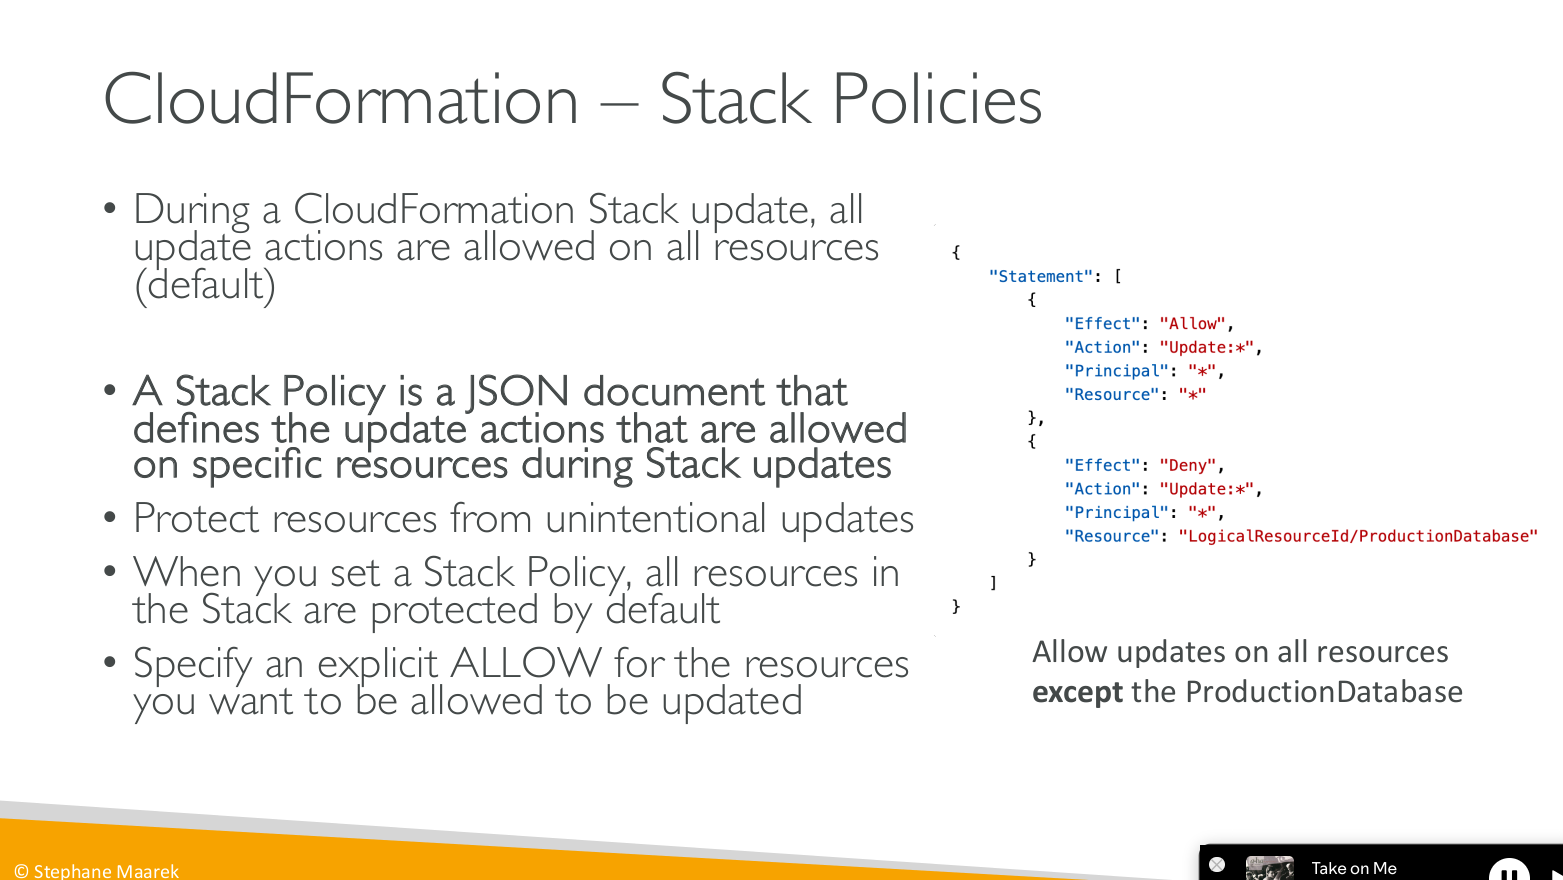 CloudFormation – Stack Policies
• During a CloudFormation Stack update, all
update actions are allowed on all resources
(default)
• A Stack Policy is a JSON document that
defines the update actions that are allowed
on specific resources during Stack updates
• Protect resources from unintentional updates
• When you set a Stack Policy, all resources in
the Stack are protected by default
• Specify an explicit ALLOW for the resources
you want to be allowed to be updated
{
"Statement": [
{
"Effect": "Allow",
"Action": "Update:*",
"Principal": "*",
"Resource": "*"
},
{
"Effect": "Deny",
"Action": "Update:*",
"Principal": "*",
"Resource": "LogicalResourceId/ProductionDatabase"
}
]
}
Allow updates on all resources
except the ProductionDatabase
© Stephane Maarek
Take on Me